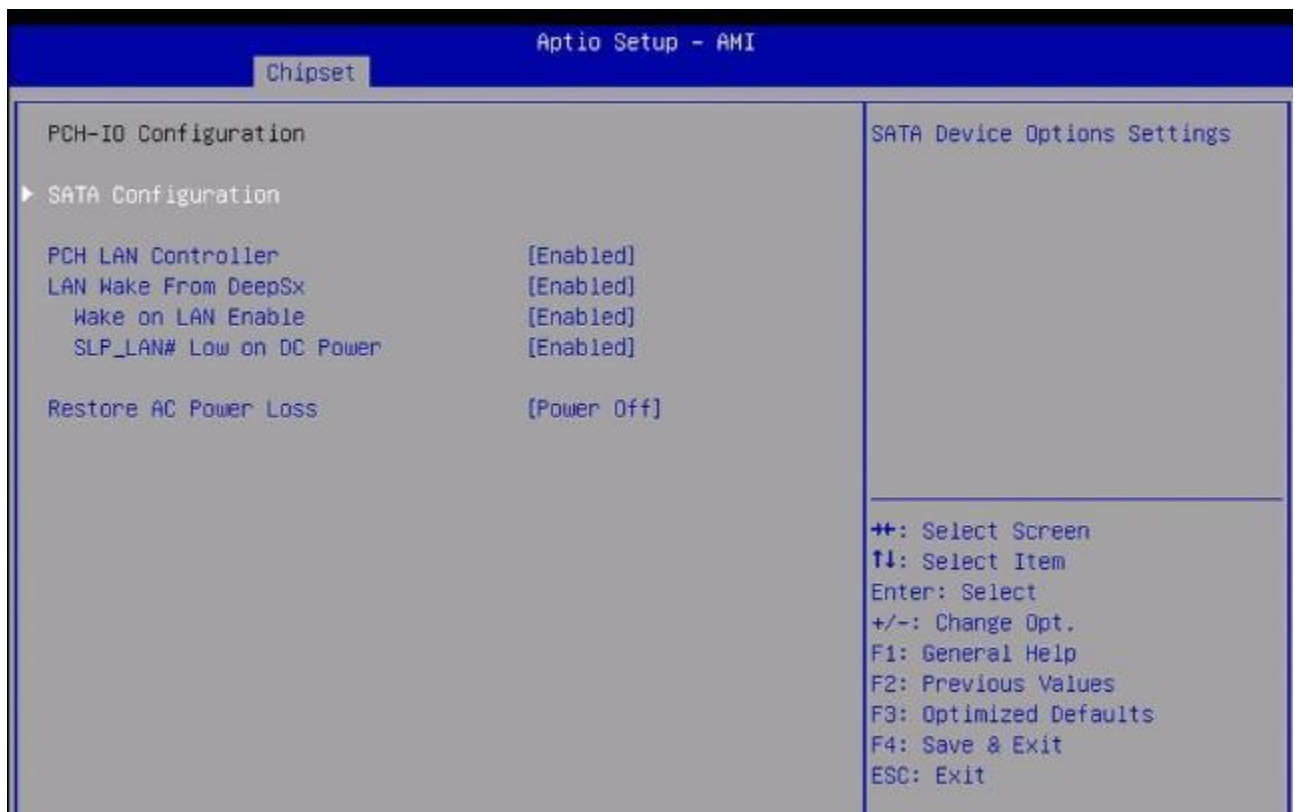 Aptio Setup - AMI
Chipset
PCH-IO Configuration
SATA Configuration
PCH LAN Controller [Enabled]
LAN Wake From DeepSx [Enabled]
Wake on LAN Enable [Enabled]
SLP_LAN# Low on DC Power [Enabled]
Restore AC Power Loss [Power Off]
SATA Device Options Settings
→←: Select Screen
↑↓: Select Item
Enter: Select
+/-: Change Opt.
F1: General Help
F2: Previous Values
F3: Optimized Defaults
F4: Save & Exit
ESC: Exit